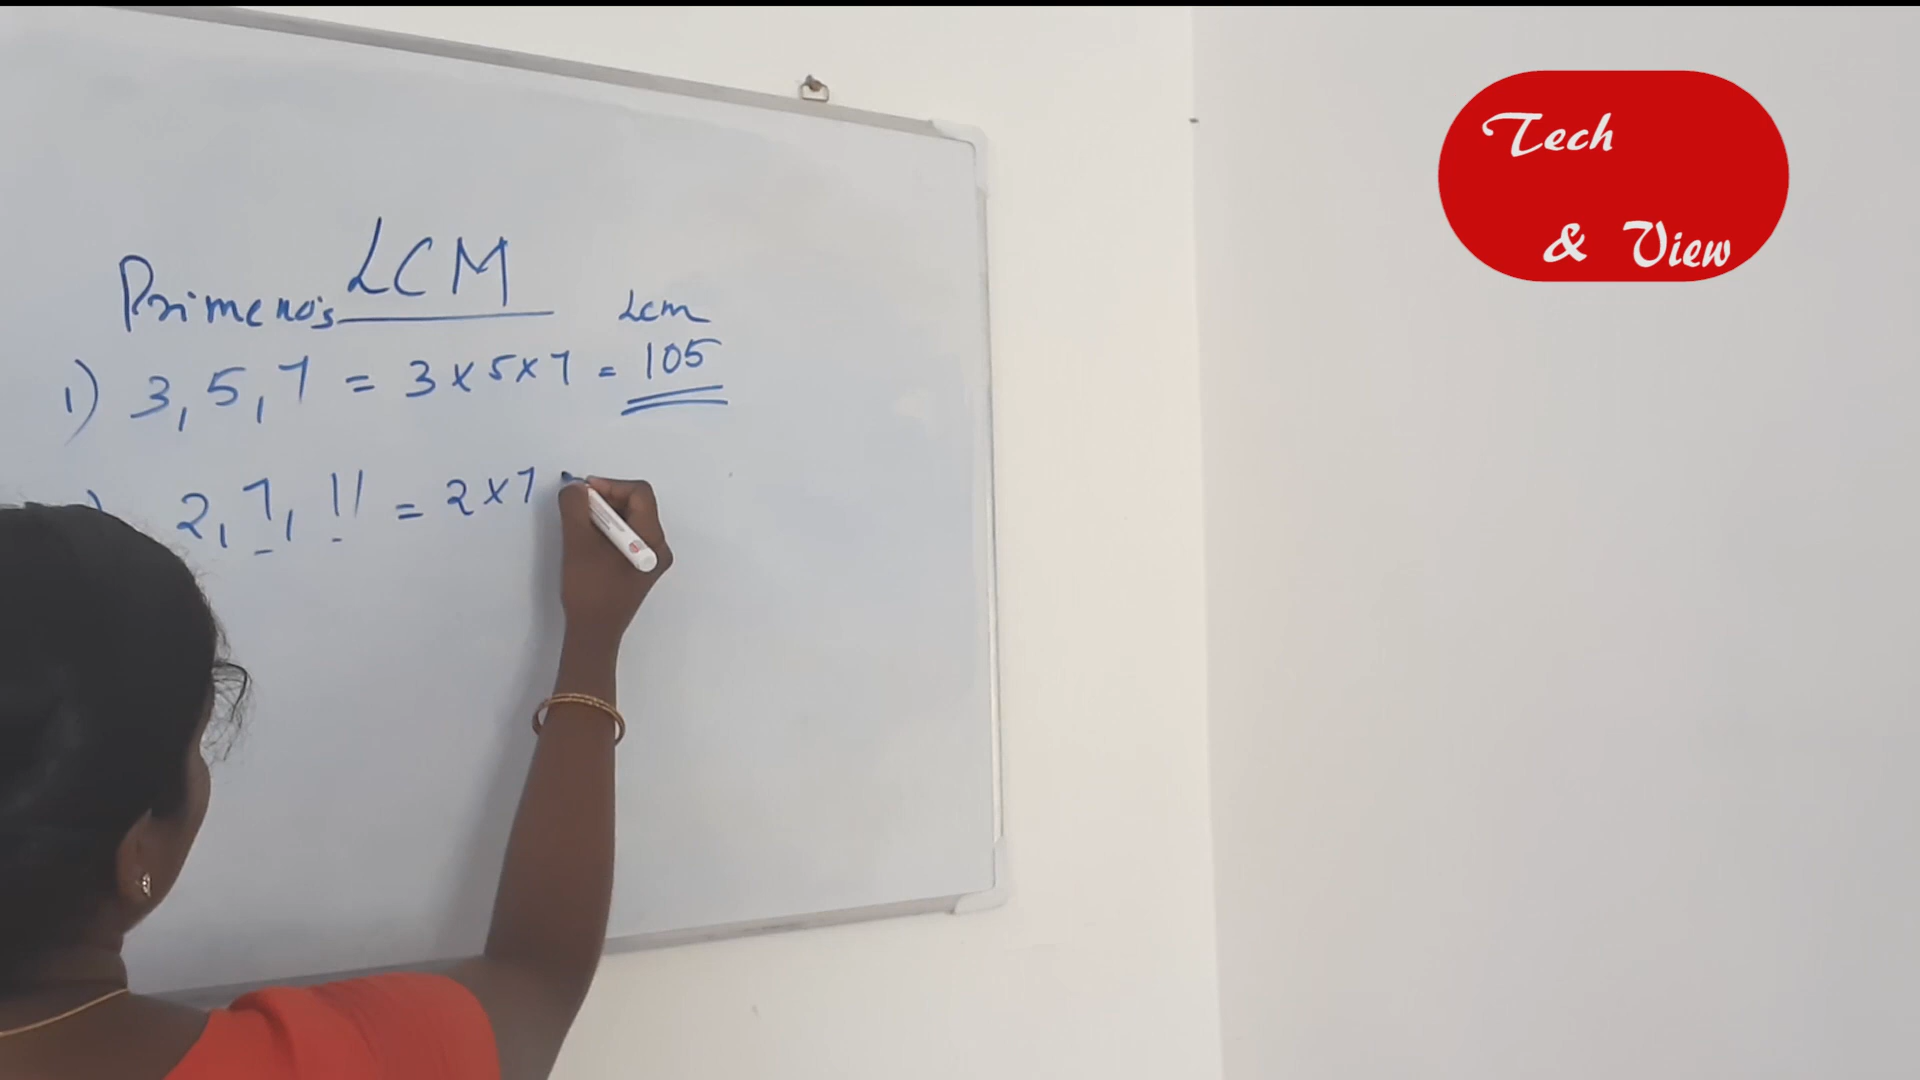 LCM
Prime no's
Lcm
1) 3, 5, 7 = 3 x 5 x 7 = 105
2, 7, 11 = 2 x 7
Tech
& View